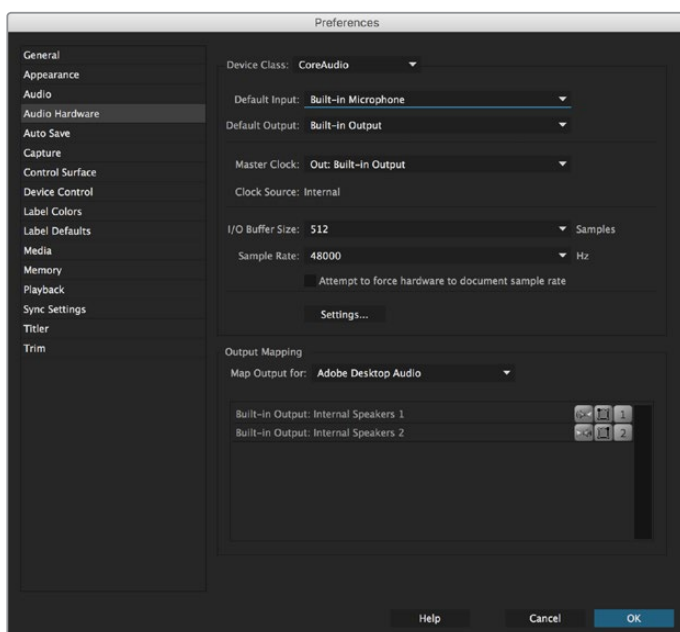 Preferences
General
Appearance
Audio
Audio Hardware
Auto Save
Capture
Control Surface
Device Control
Label Colors
Label Defaults
Media
Memory
Playback
Sync Settings
Titler
Trim
Device Class: CoreAudio
Default Input: Built-in Microphone
Default Output: Built-in Output
Master Clock: Out: Built-in Output
Clock Source: Internal
I/O Buffer Size: 512 Samples
Sample Rate: 48000 Hz
Attempt to force hardware to document sample rate
Settings...
Output Mapping
Map Output for: Adobe Desktop Audio
Built-in Output: Internal Speakers 1 1
Built-in Output: Internal Speakers 2 2
Help Cancel OK